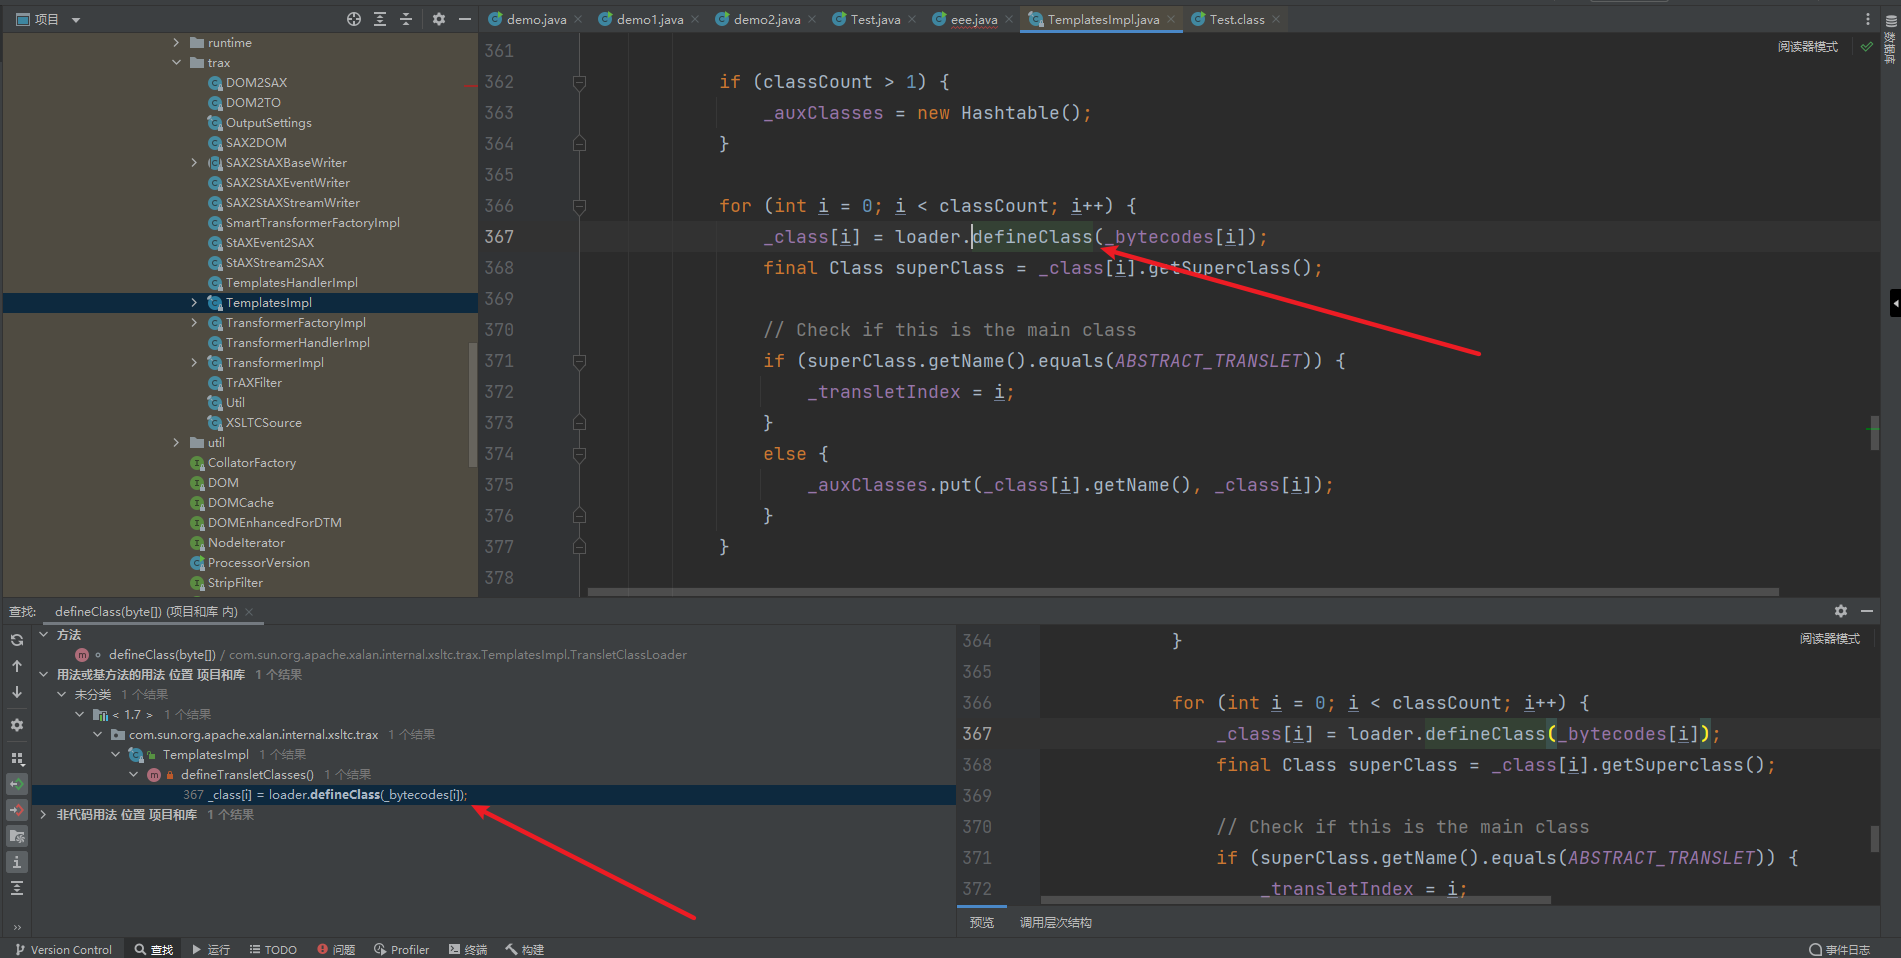 项目
demo.java
demo1.java
demo2.java
Test.java
eee.java
TemplatesImpl.java
Test.class
runtime
trax
DOM2SAX
DOM2TO
OutputSettings
SAX2DOM
SAX2StAXBaseWriter
SAX2StAXEventWriter
SAX2StAXStreamWriter
SmartTransformerFactoryImpl
StAXEvent2SAX
StAXStream2SAX
TemplatesHandlerImpl
TemplatesImpl
TransformerFactoryImpl
TransformerHandlerImpl
TransformerImpl
TrAXFilter
Util
XSLTCSource
util
CollatorFactory
DOM
DOMCache
DOMEnhancedForDTM
NodeIterator
ProcessorVersion
StripFilter
阅读器模式
数据库
361
362 if (classCount > 1) {
363 _auxClasses = new Hashtable();
364 }
365
366 for (int i = 0; i < classCount; i++) {
367 _class[i] = loader.defineClass(_bytecodes[i]);
368 final Class superClass = _class[i].getSuperclass();
369
370 // Check if this is the main class
371 if (superClass.getName().equals(ABSTRACT_TRANSLET)) {
372 _transletIndex = i;
373 }
374 else {
375 _auxClasses.put(_class[i].getName(), _class[i]);
376 }
377 }
378
查找: defineClass(byte[]) (项目和库 内)
方法
defineClass(byte[]) / com.sun.org.apache.xalan.internal.xsltc.trax.TemplatesImpl.TransletClassLoader
用法或基方法的用法 位置 项目和库 1 个结果
未分类 1 个结果
< 1.7 > 1 个结果
com.sun.org.apache.xalan.internal.xsltc.trax 1 个结果
TemplatesImpl 1 个结果
defineTransletClasses() 1 个结果
367 _class[i] = loader.defineClass(_bytecodes[i]);
非代码用法 位置 项目和库 1 个结果
阅读器模式
364 }
365
366 for (int i = 0; i < classCount; i++) {
367 _class[i] = loader.defineClass(_bytecodes[i]);
368 final Class superClass = _class[i].getSuperclass();
369
370 // Check if this is the main class
371 if (superClass.getName().equals(ABSTRACT_TRANSLET)) {
372 _transletIndex = i;
预览 调用层次结构
Version Control 查找 运行 TODO 问题 Profiler 终端 构建 事件日志